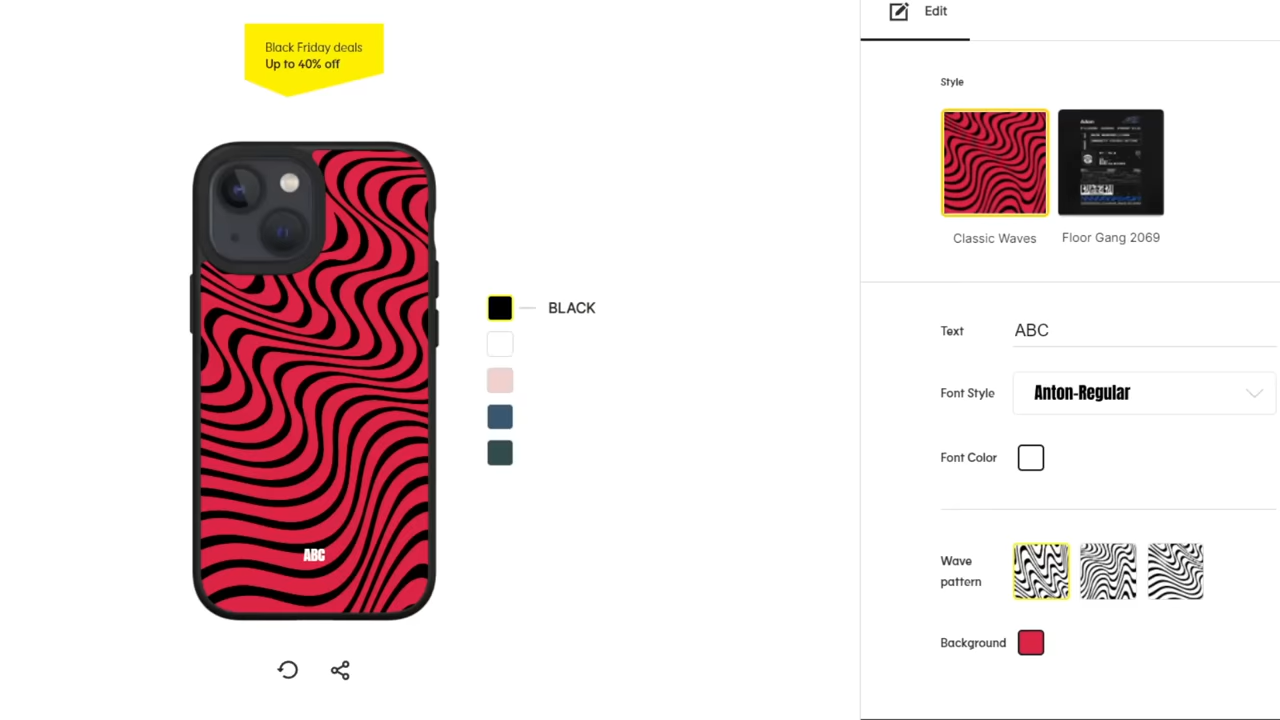 Black Friday deals
Up to 40% off
ABC
BLACK
Edit
Style
Classic Waves
Floor Gang 2069
Text
ABC
Font Style
Anton-Regular
Font Color
Wave
pattern
Background